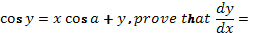 cos y = x cos a + y, prove that dy/dx =